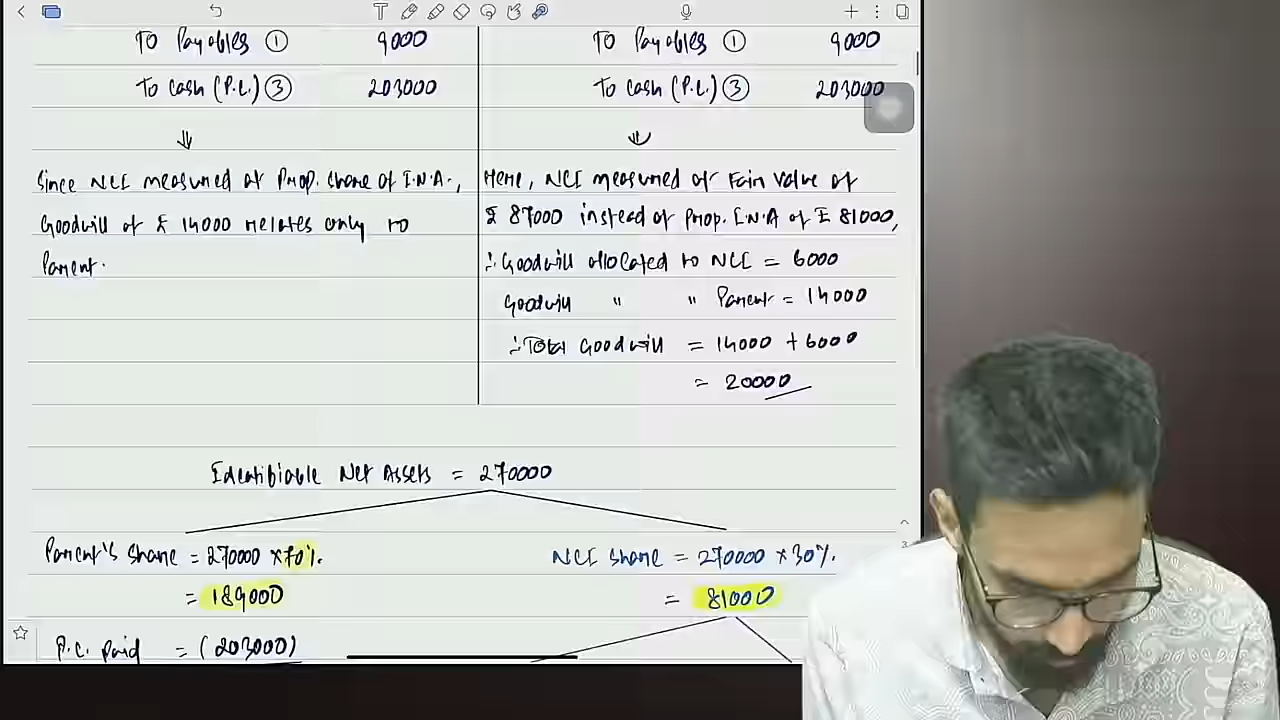 To Payables ① 9000
To Cash (P.C.) ③ 203000
Since NCI measured at Prop. share of I.N.A.,
Goodwill of ₹ 14000 relates only to
Parent.
To Payables ① 9000
To Cash (P.C.) ③ 203000
Here, NCI measured at Fair value of
₹ 87000 instead of Prop. I.N.A of ₹ 81000,
∴ Goodwill allocated to NCI = 6000
Goodwill " " Parent = 14000
∴ Total Goodwill = 14000 + 6000
= 20000
Identifiable Net Assets = 270000
Parent's share = 270000 × 70%
= 189000
P.C. Paid = (203000)
NCI share = 270000 × 30%
= 81000